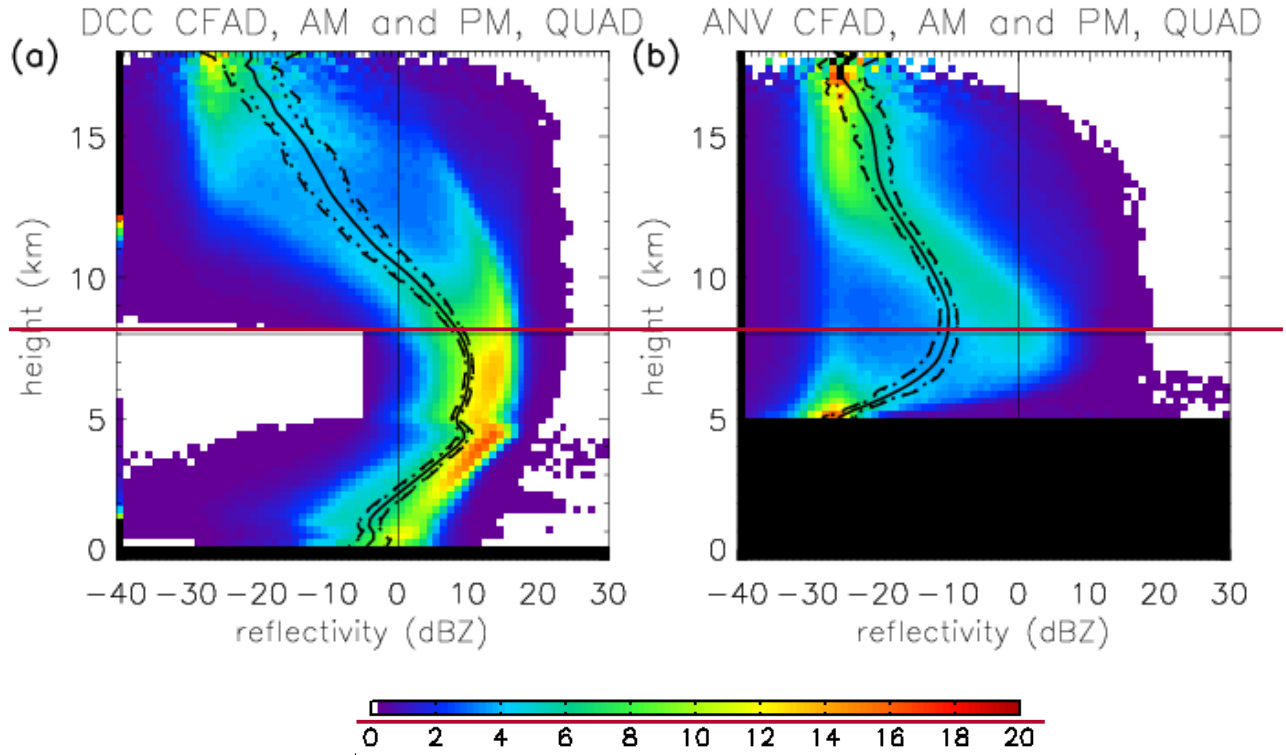 DCC CFAD, AM and PM, QUAD
ANV CFAD, AM and PM, QUAD
(a)
(b)
15
10
5
0
height (km)
15
10
5
0
height (km)
−40 −30 −20 −10 0 10 20 30
−40 −30 −20 −10 0 10 20 30
reflectivity (dBZ)
reflectivity (dBZ)
0 2 4 6 8 10 12 14 16 18 20